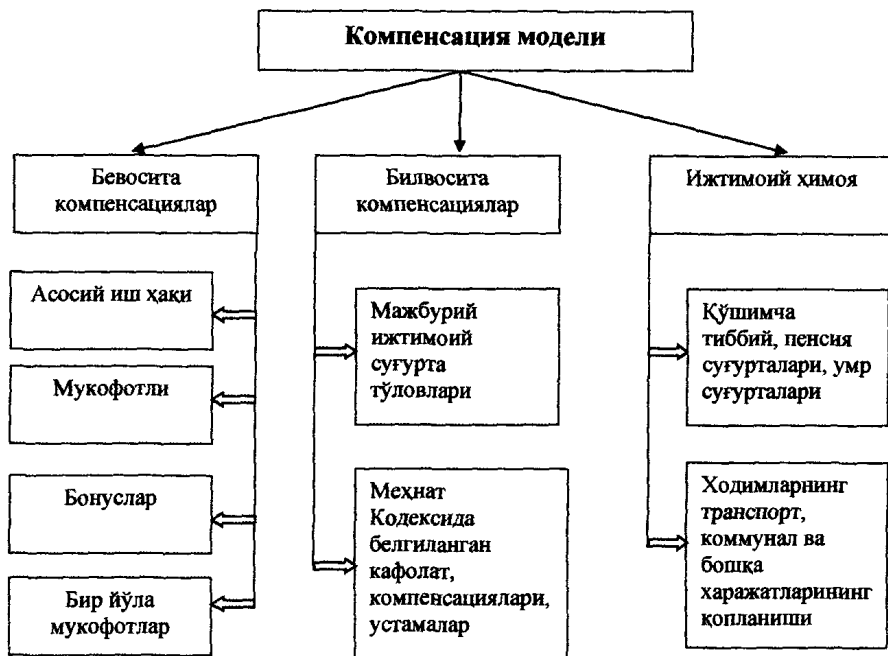 Компенсация модели
Бевосита
компенсациялар
Асосий иш ҳақи
Мукофотли
Бонуслар
Бир йўла
мукофотлар
Билвосита
компенсациялар
Мажбурий
ижтимоий
суғурта
тўловлари
Меҳнат
Кодексида
белгиланган
кафолат,
компенсациялари,
устамалар
Ижтимоий ҳимоя
Қўшимча
тиббий, пенсия
суғурталари, умр
суғурталари
Ходимларнинг
транспорт,
коммунал ва
бошқа
харажатларининг
қопланиши